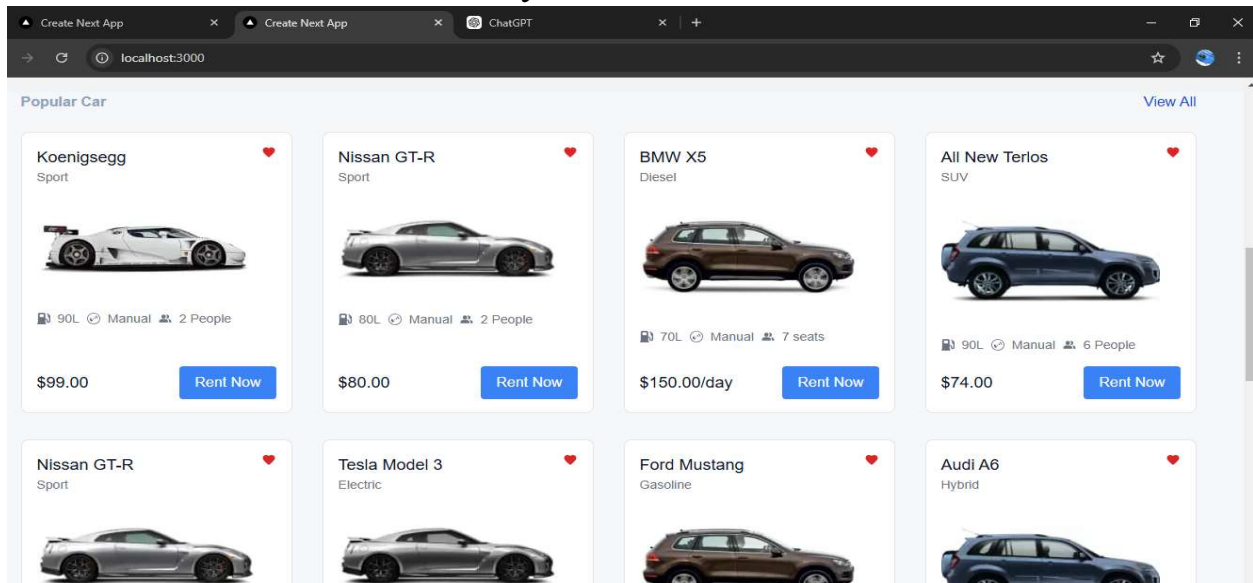 Create Next App
Create Next App
ChatGPT
localhost:3000
Popular Car
View All
Koenigsegg
Sport
90L Manual 2 People
$99.00
Rent Now
Nissan GT-R
Sport
80L Manual 2 People
$80.00
Rent Now
BMW X5
Diesel
70L Manual 7 seats
$150.00/day
Rent Now
All New Terlos
SUV
90L Manual 6 People
$74.00
Rent Now
Nissan GT-R
Sport
Tesla Model 3
Electric
Ford Mustang
Gasoline
Audi A6
Hybrid